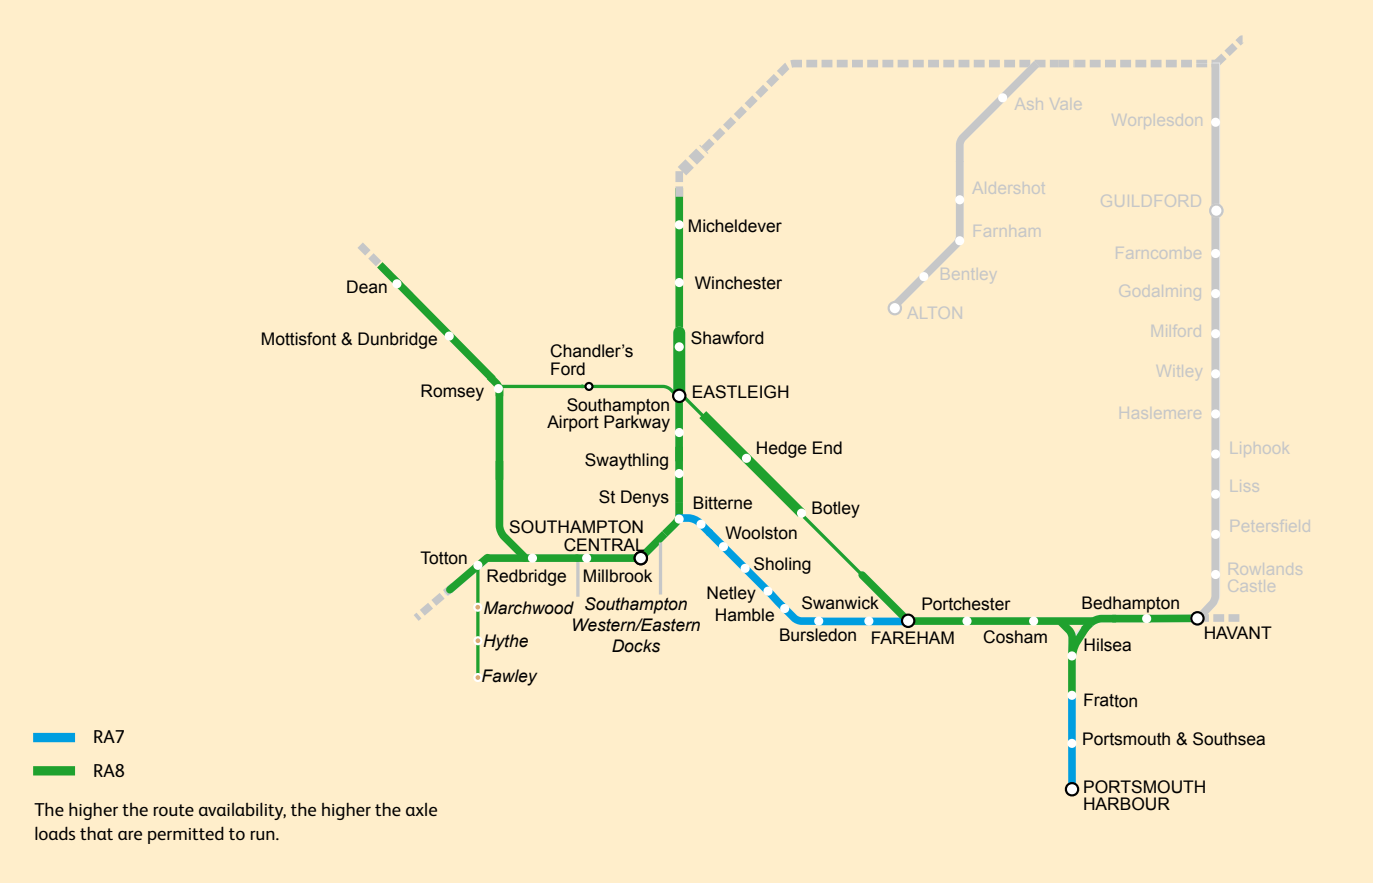 Ash Vale
Worplesdon
Aldershot
GUILDFORD
Micheldever
Farnham
Farncombe
Bentley
Winchester
Dean
Godalming
ALTON
Milford
Mottisfont & Dunbridge
Shawford
Chandler's
Ford
Witley
Romsey
EASTLEIGH
Southampton
Airport Parkway
Haslemere
Hedge End
Liphook
Swaythling
Liss
St Denys
Bitterne
Botley
SOUTHAMPTON
CENTRAL
Woolston
Petersfield
Totton
Redbridge
Millbrook
Sholing
Rowlands
Castle
Netley
Marchwood
Southampton
Western/Eastern
Docks
Hamble
Swanwick
Portchester
Bedhampton
Bursledon
FAREHAM
Cosham
HAVANT
Hythe
Hilsea
Fawley
Fratton
RA7
Portsmouth & Southsea
RA8
PORTSMOUTH
HARBOUR
The higher the route availability, the higher the axle
loads that are permitted to run.